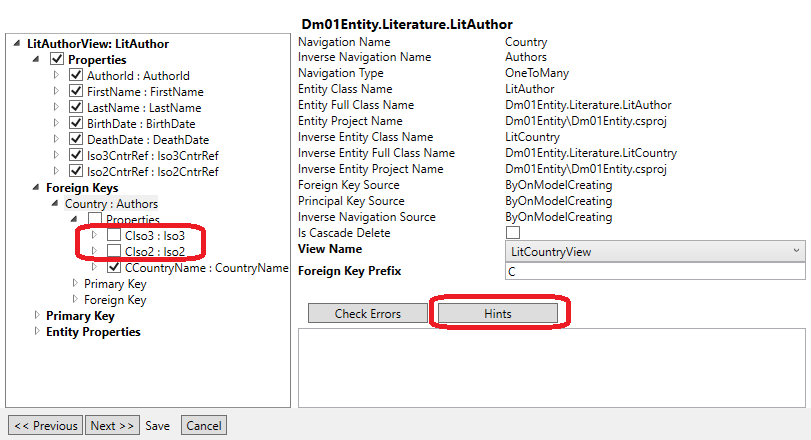 Dm01Entity.Literature.LitAuthor
LitAuthorView: LitAuthor
Properties
AuthorId : AuthorId
FirstName : FirstName
LastName : LastName
BirthDate : BirthDate
DeathDate : DeathDate
Iso3CntrRef : Iso3CntrRef
Iso2CntrRef : Iso2CntrRef
Foreign Keys
Country : Authors
Properties
CIso3 : Iso3
CIso2 : Iso2
CCountryName : CountryName
Primary Key
Foreign Key
Primary Key
Entity Properties
Navigation Name Country
Inverse Navigation Name Authors
Navigation Type OneToMany
Entity Class Name LitAuthor
Entity Full Class Name Dm01Entity.Literature.LitAuthor
Entity Project Name Dm01Entity\Dm01Entity.csproj
Inverse Entity Class Name LitCountry
Inverse Entity Full Class Name Dm01Entity.Literature.LitCountry
Inverse Entity Project Name Dm01Entity\Dm01Entity.csproj
Foreign Key Source ByOnModelCreating
Principal Key Source ByOnModelCreating
Inverse Navigation Source ByOnModelCreating
Is Cascade Delete
View Name LitCountryView
Foreign Key Prefix C
Check Errors Hints
<< Previous Next >> Save Cancel